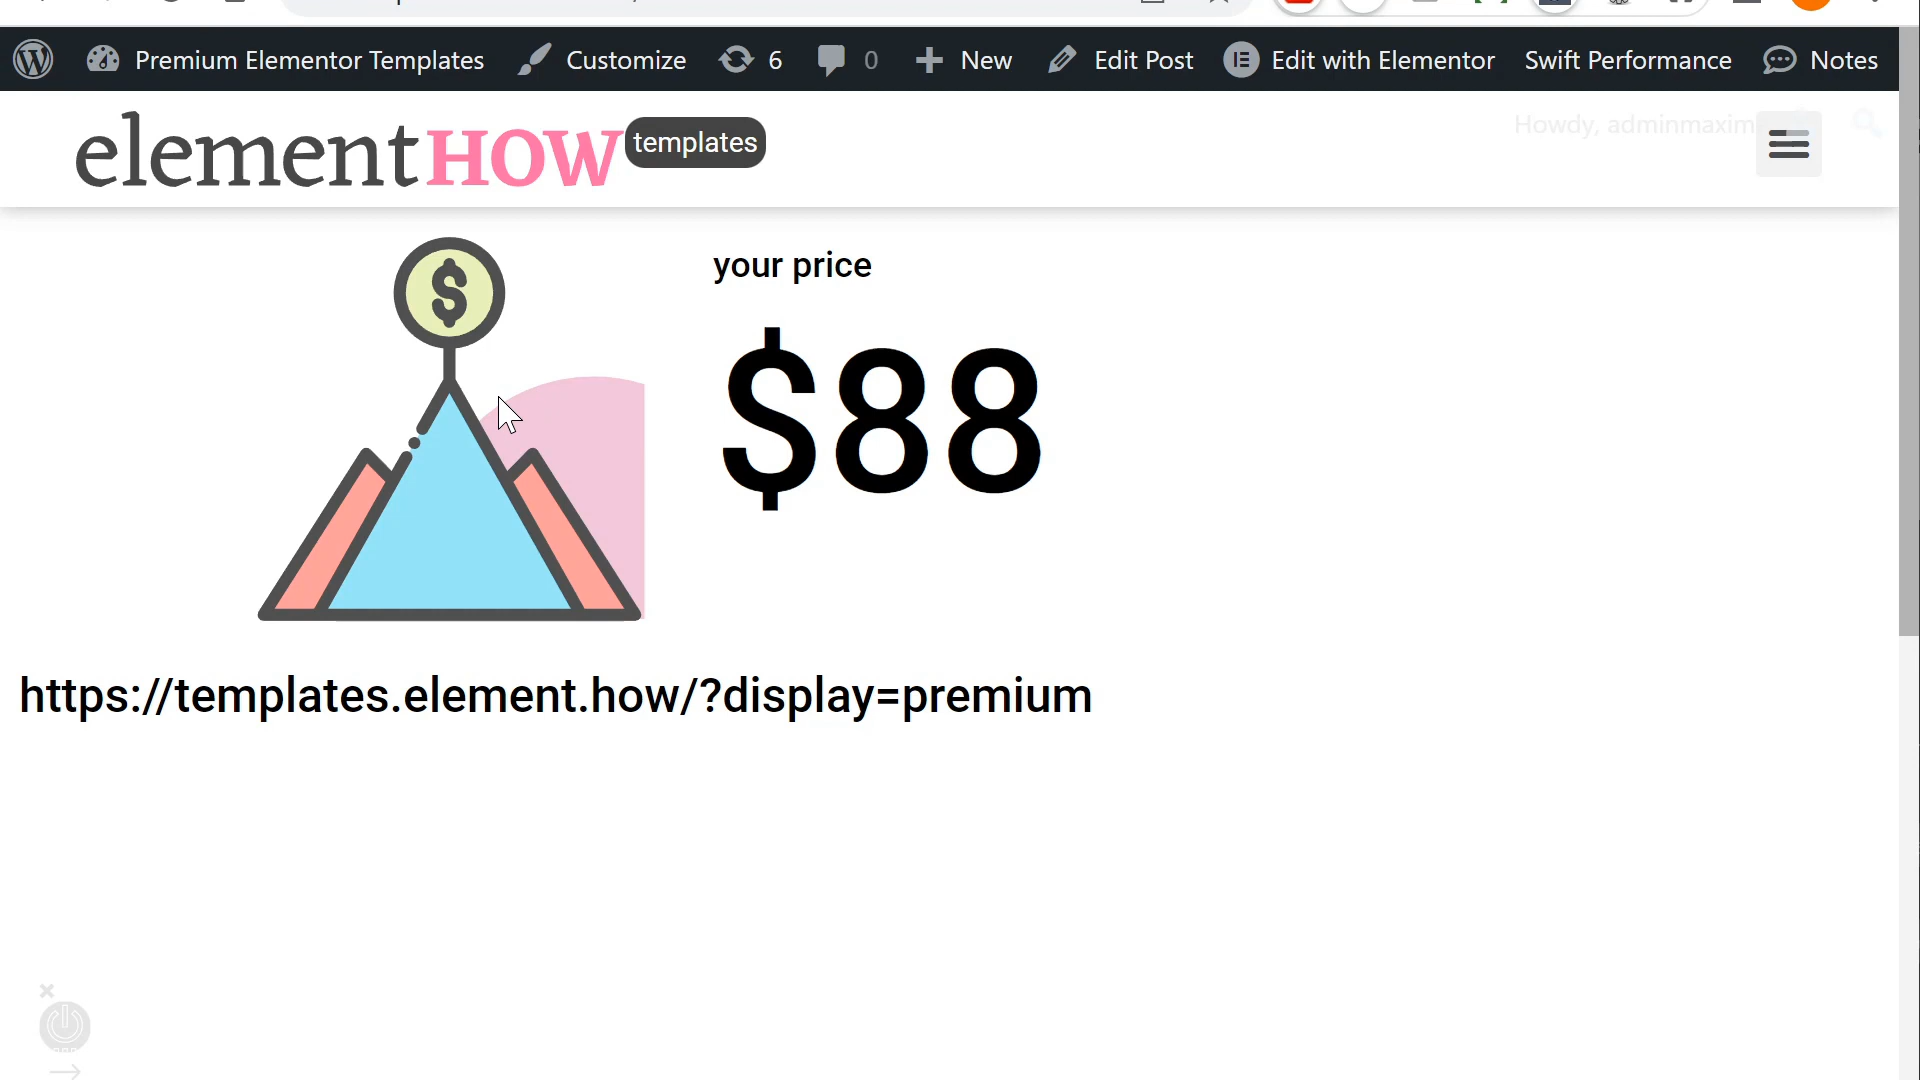 Premium Elementor Templates Customize 6 0 New Edit Post Edit with Elementor Swift Performance Notes
Howdy, adminmaxim
elementHOW templates
$
your price
$88
https://templates.element.how/?display=premium